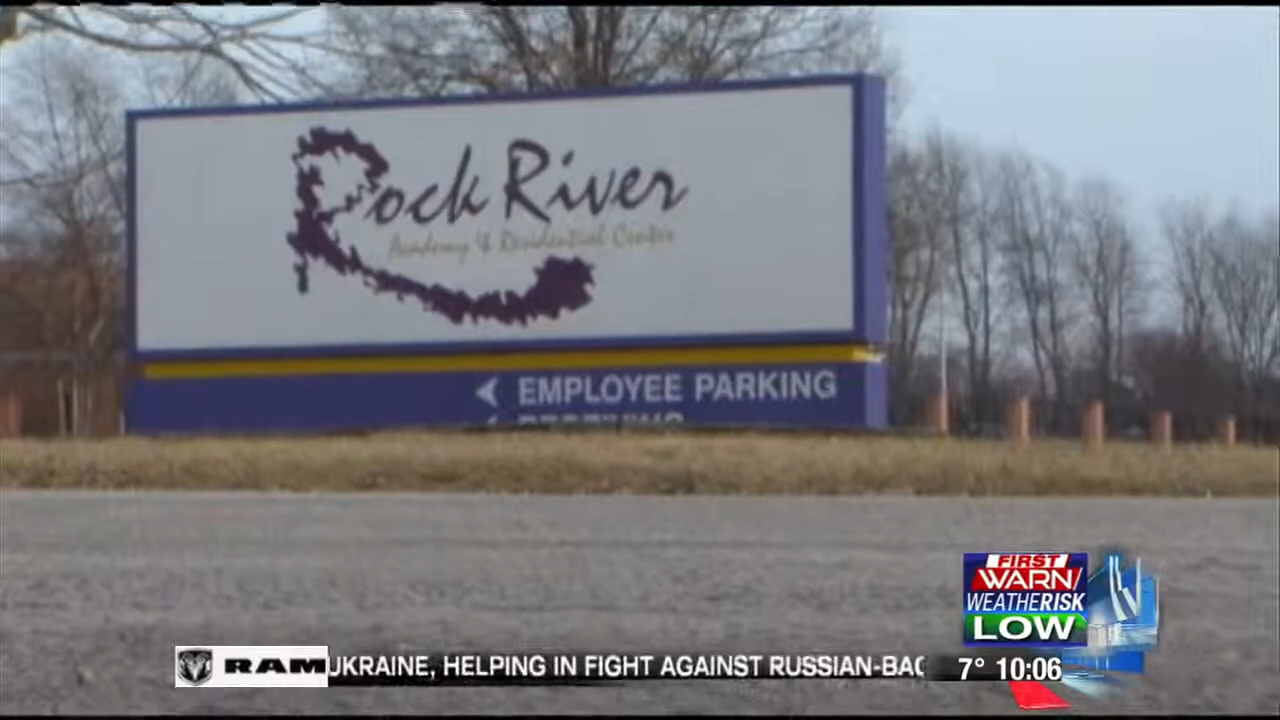 Rock River
Academy & Residential Center
EMPLOYEE PARKING
FIRST
WARN
WEATHERISK
LOW
RAM
UKRAINE, HELPING IN FIGHT AGAINST RUSSIAN-BAC
7° 10:06